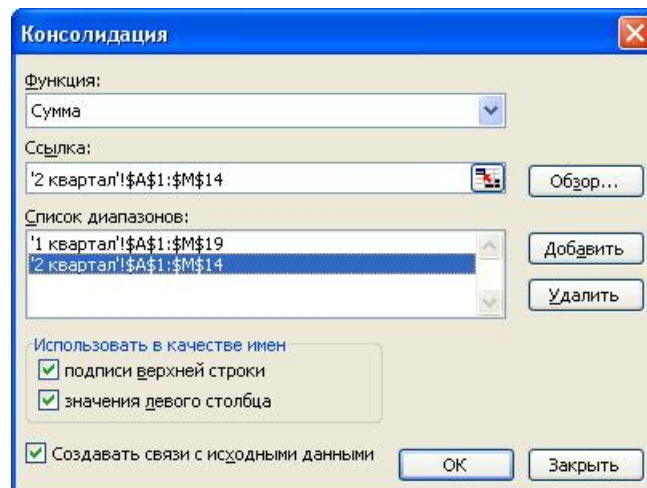 Консолидация
Функция:
Сумма
Ссылка:
'2 квартал'!$A$1:$M$14
Обзор...
Список диапазонов:
'1 квартал'!$A$1:$M$19
'2 квартал'!$A$1:$M$14
Добавить
Удалить
Использовать в качестве имен
подписи верхней строки
значения левого столбца
Создавать связи с исходными данными
ОК
Закрыть